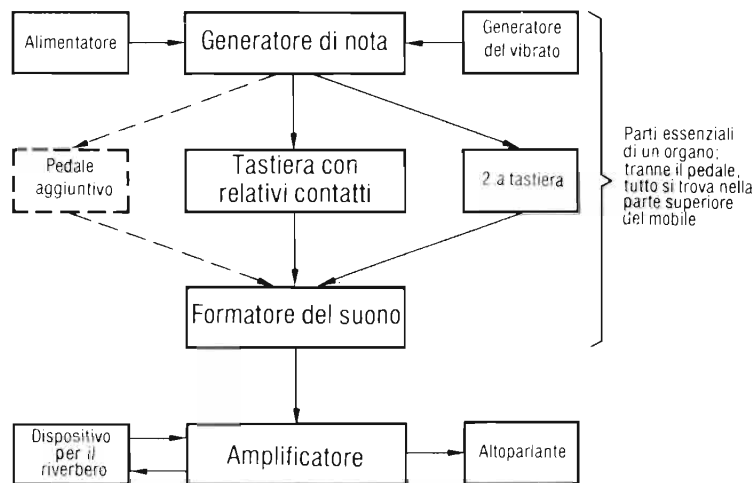 Alimentatore
Generatore di nota
Generatore
del vibrato
Pedale
aggiuntivo
Tastiera con
relativi contatti
2.a tastiera
Parti essenziali
di un organo;
tranne il pedale,
tutto si trova nella
parte superiore
del mobile
Formatore del suono
Dispositivo
per il
riverbero
Amplificatore
Altoparlante